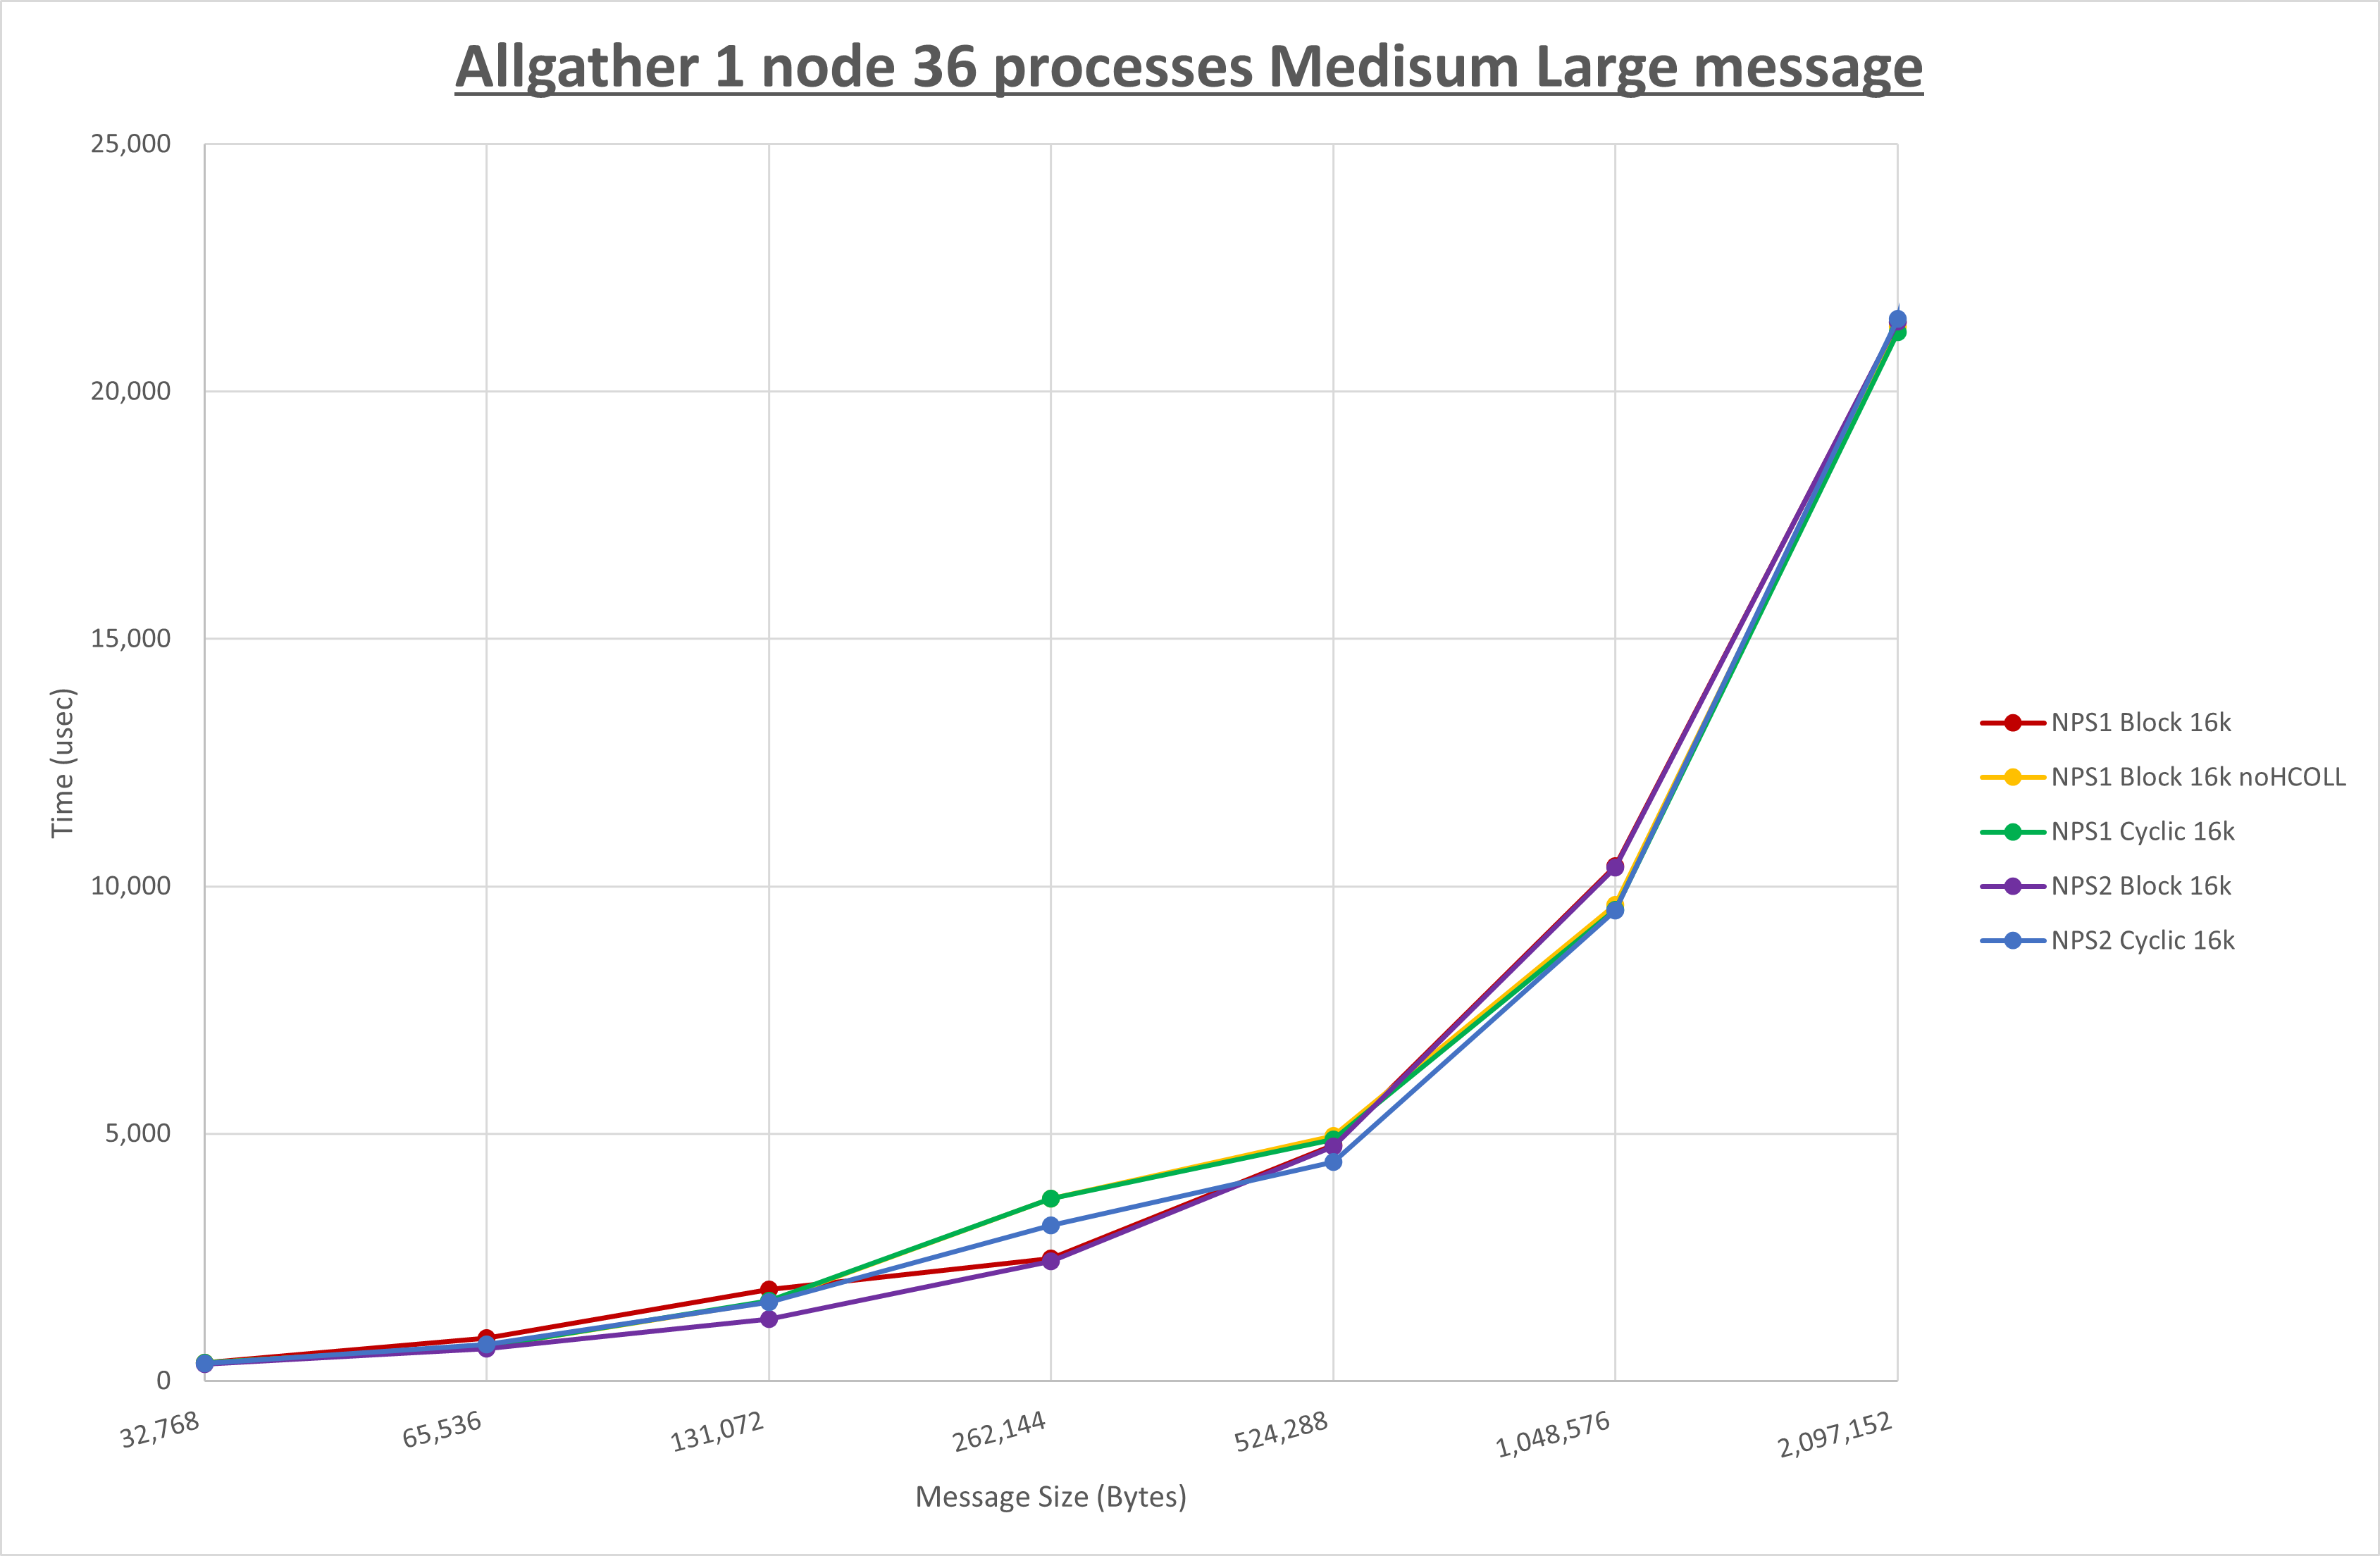 Allgather 1 node 36 processes Medisum Large message
25,000
20,000
15,000
10,000
5,000
0
Time (usec)
32,768
65,536
131,072
262,144
524,288
1,048,576
2,097,152
Message Size (Bytes)
NPS1 Block 16k
NPS1 Block 16k noHCOLL
NPS1 Cyclic 16k
NPS2 Block 16k
NPS2 Cyclic 16k